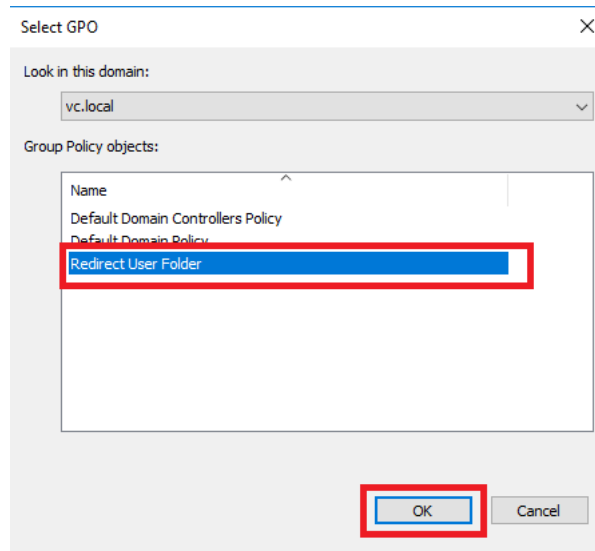 Select GPO
Look in this domain:
vc.local
Group Policy objects:
Name
Default Domain Controllers Policy
Default Domain Policy
Redirect User Folder
OK Cancel